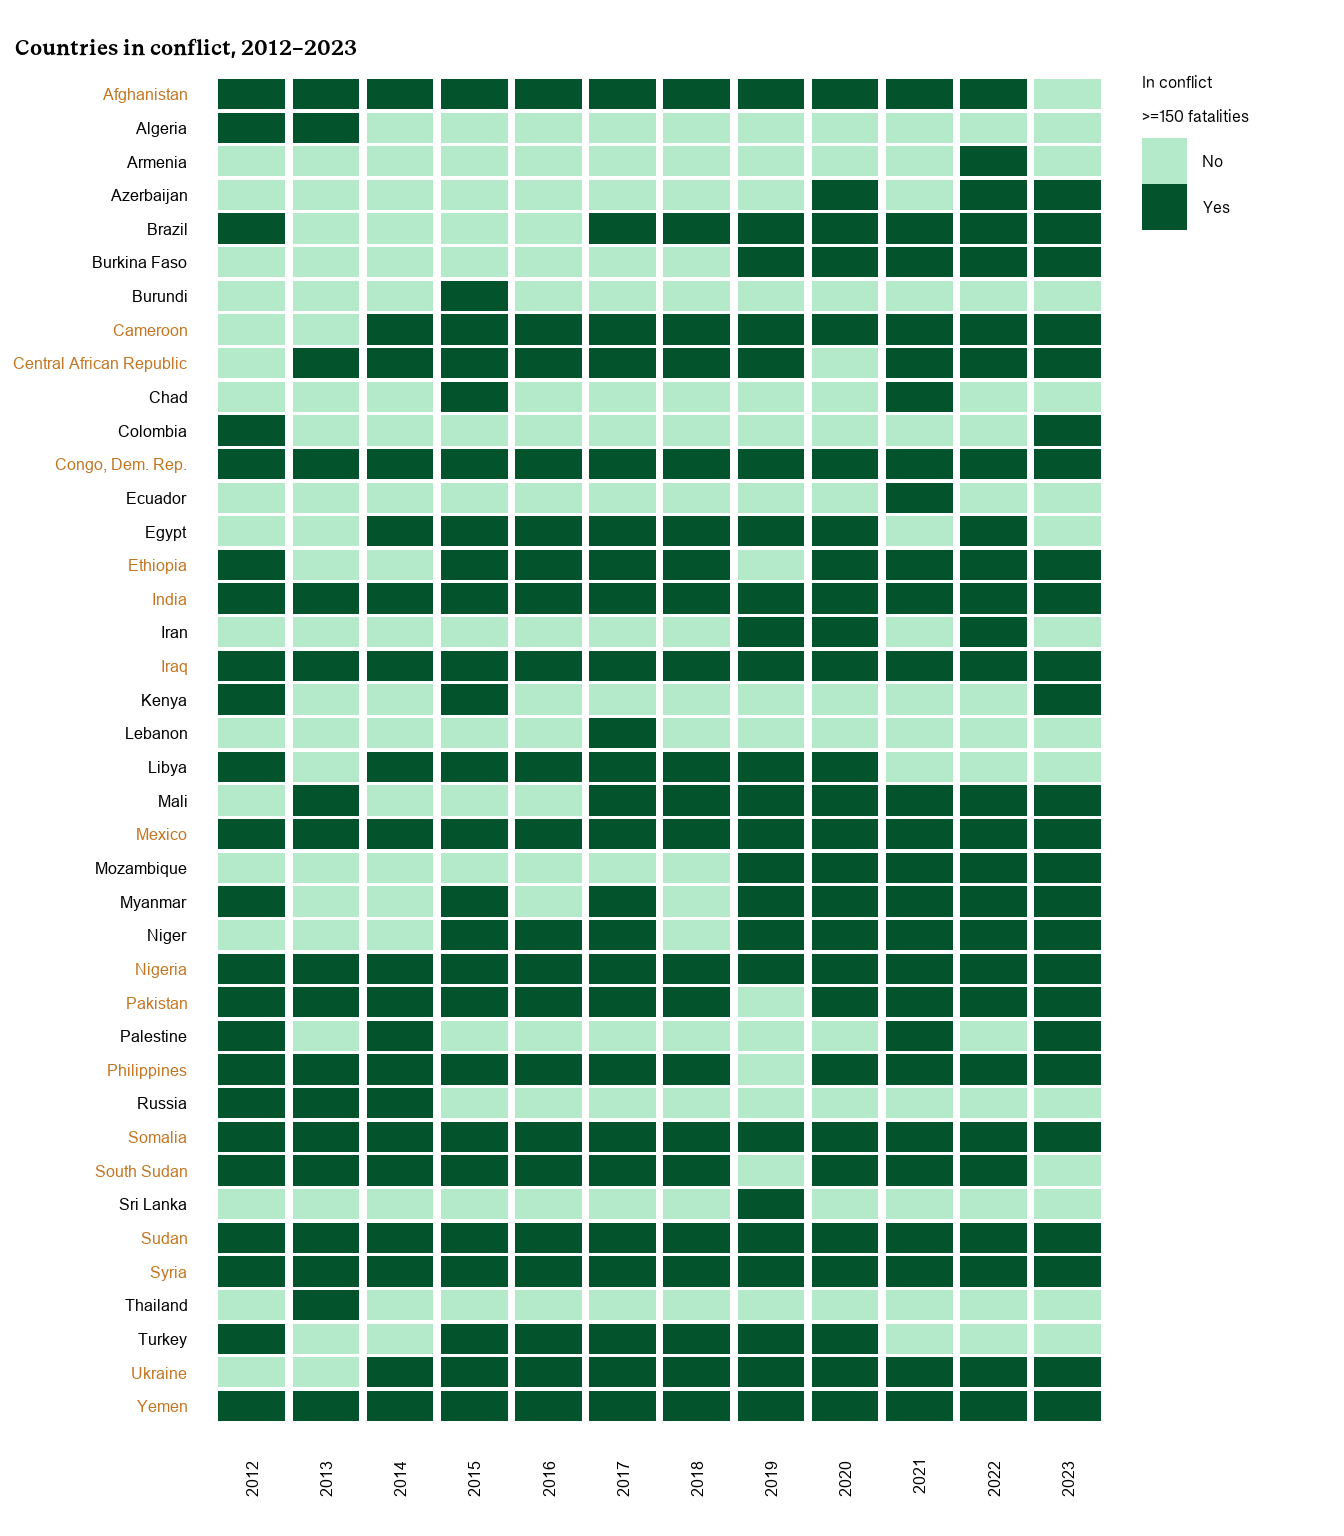 Countries in conflict, 2012–2023
In conflict
>=150 fatalities
No
Yes
Afghanistan
Algeria
Armenia
Azerbaijan
Brazil
Burkina Faso
Burundi
Cameroon
Central African Republic
Chad
Colombia
Congo, Dem. Rep.
Ecuador
Egypt
Ethiopia
India
Iran
Iraq
Kenya
Lebanon
Libya
Mali
Mexico
Mozambique
Myanmar
Niger
Nigeria
Pakistan
Palestine
Philippines
Russia
Somalia
South Sudan
Sri Lanka
Sudan
Syria
Thailand
Turkey
Ukraine
Yemen
2012
2013
2014
2015
2016
2017
2018
2019
2020
2021
2022
2023